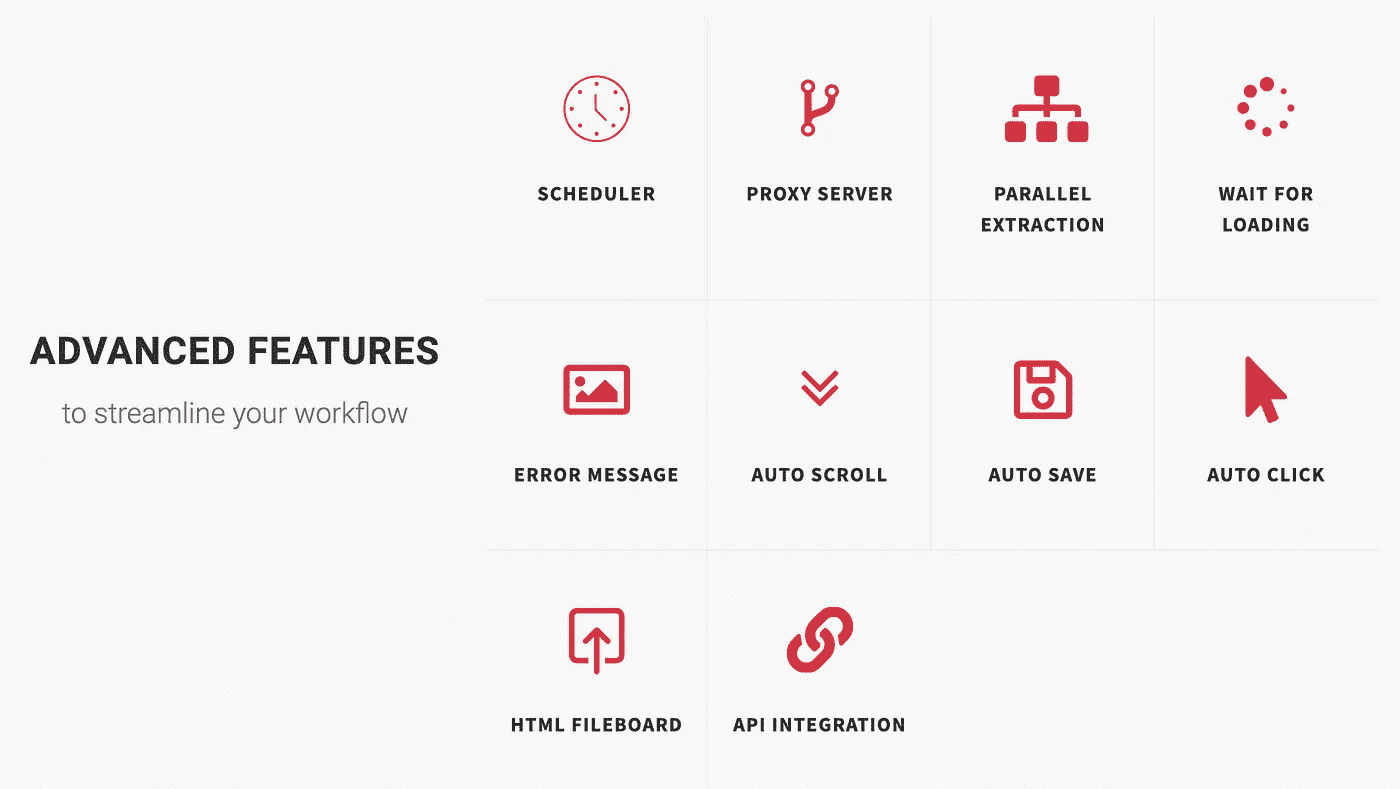 ADVANCED FEATURES
to streamline your workflow
SCHEDULER
PROXY SERVER
PARALLEL
EXTRACTION
WAIT FOR
LOADING
ERROR MESSAGE
AUTO SCROLL
AUTO SAVE
AUTO CLICK
HTML FILEBOARD
API INTEGRATION